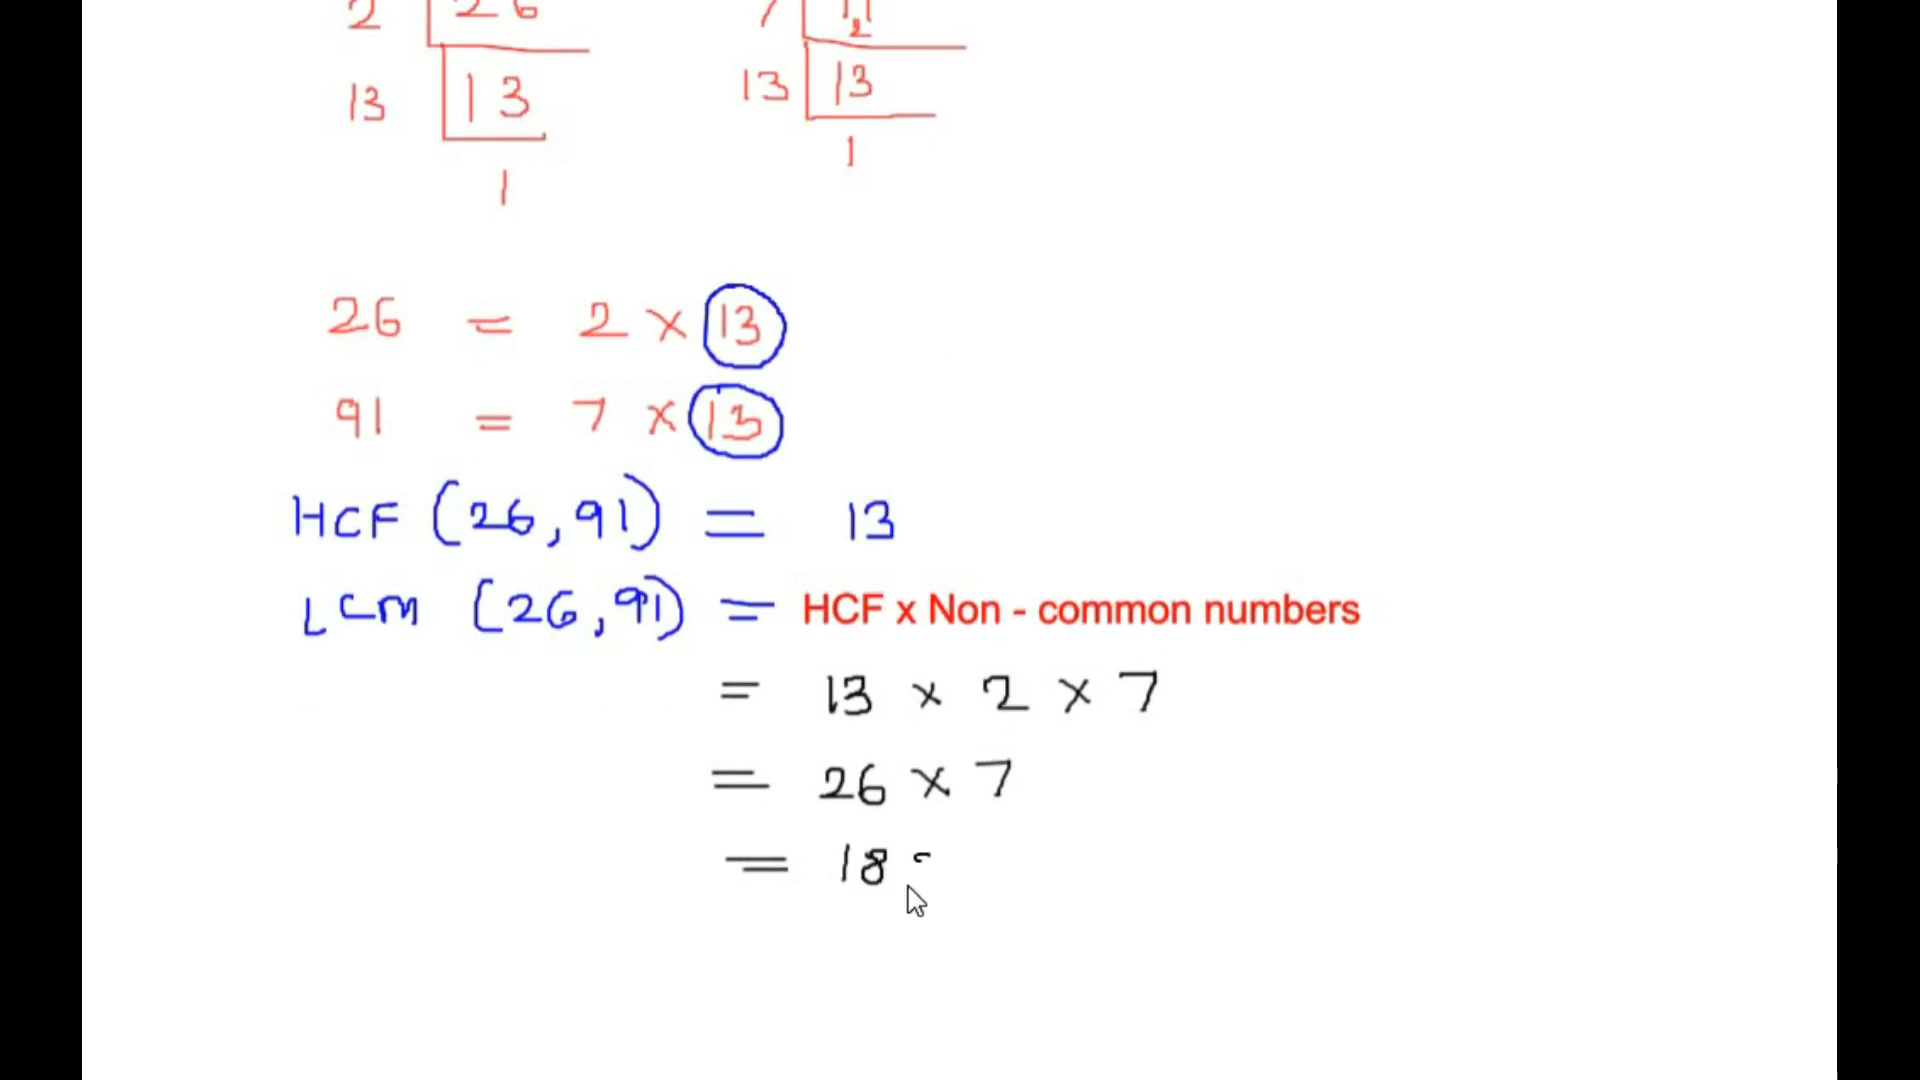 2 26 7
2
13 13 13 13
1 1
26 = 2 × 13
91 = 7 × 13
HCF (26, 91) = 13
LCM (26, 91) = HCF x Non - common numbers
= 13 × 2 × 7
= 26 × 7
= 18